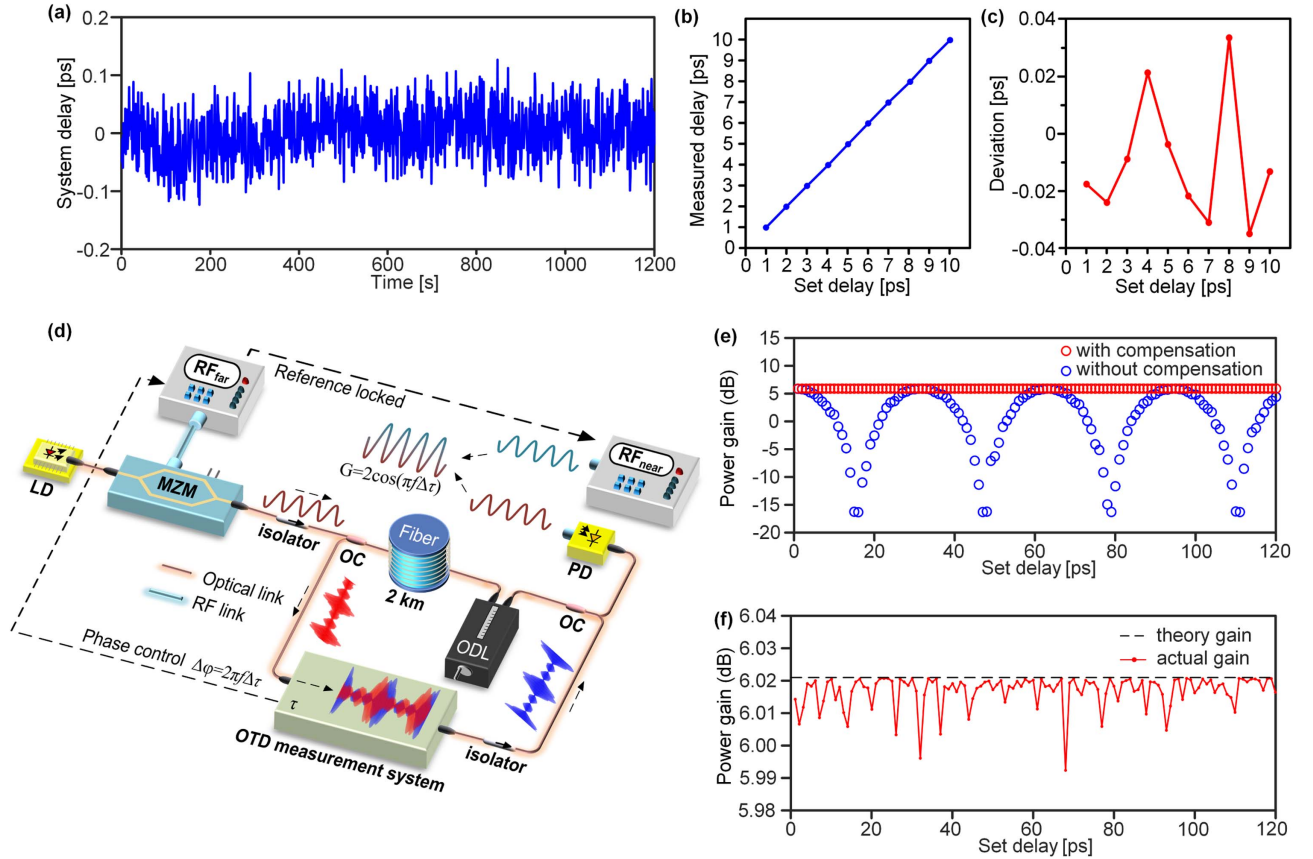 (a)
System delay [ps]
0.2
0.1
0
-0.1
-0.2
0 200 400 600 800 1000 1200
Time [s]
(b)
Measured delay [ps]
10
9
8
7
6
5
4
3
2
1
0
0 1 2 3 4 5 6 7 8 9 10
Set delay [ps]
(c)
Deviation [ps]
0.04
0.02
0
-0.02
-0.04
0 1 2 3 4 5 6 7 8 9 10
Set delay [ps]
(d)
RFfar
Reference locked
RFnear
G=2cos(πfΔτ)
LD
MZM
isolator
OC
Fiber
2 km
PD
Optical link
RF link
ODL
OC
Phase control Δφ=2πfΔτ
τ
OTD measurement system
isolator
(e)
Power gain (dB)
15
10
5
0
-5
-10
-15
-20
with compensation
without compensation
0 20 40 60 80 100 120
Set delay [ps]
(f)
Power gain (dB)
6.04
6.03
6.02
6.01
6.00
5.99
5.98
theory gain
actual gain
0 20 40 60 80 100 120
Set delay [ps]